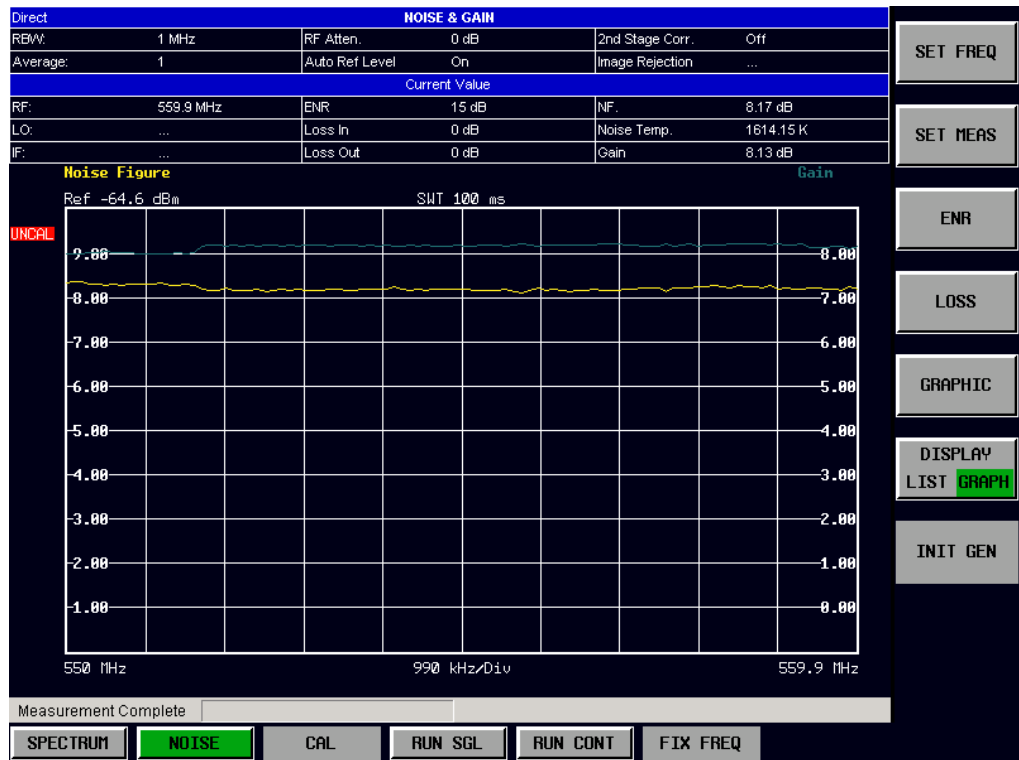 Direct NOISE & GAIN
RBW: 1 MHz RF Atten. 0 dB 2nd Stage Corr. Off
Average: 1 Auto Ref Level On Image Rejection ...
Current Value
RF: 559.9 MHz ENR 15 dB NF. 8.17 dB
LO: ... Loss In 0 dB Noise Temp. 1614.15 K
IF: ... Loss Out 0 dB Gain 8.13 dB
Noise Figure Gain
Ref -64.6 dBm SWT 100 ms
UNCAL
9.00 8.00
8.00 7.00
7.00 6.00
6.00 5.00
5.00 4.00
4.00 3.00
3.00 2.00
2.00 1.00
1.00 0.00
550 MHz 990 kHz/Div 559.9 MHz
Measurement Complete
SPECTRUM NOISE CAL RUN SGL RUN CONT FIX FREQ
SET FREQ
SET MEAS
ENR
LOSS
GRAPHIC
DISPLAY
LIST GRAPH
INIT GEN